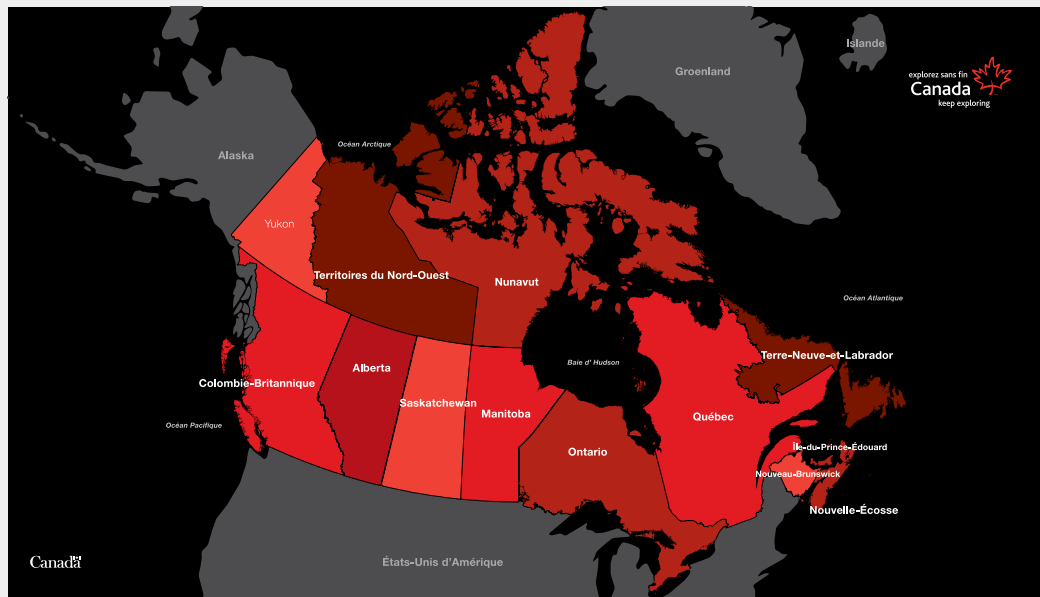 Islande
Groenland
explorez sans fin
Canada
keep exploring
Océan Arctique
Alaska
Yukon
Territoires du Nord-Ouest
Nunavut
Océan Atlantique
Terre-Neuve-et-Labrador
Baie d' Hudson
Alberta
Colombie-Britannique
Saskatchewan
Manitoba
Québec
Océan Pacifique
Ontario
Île-du-Prince-Édouard
Nouveau-Brunswick
Nouvelle-Écosse
États-Unis d'Amérique
Canada